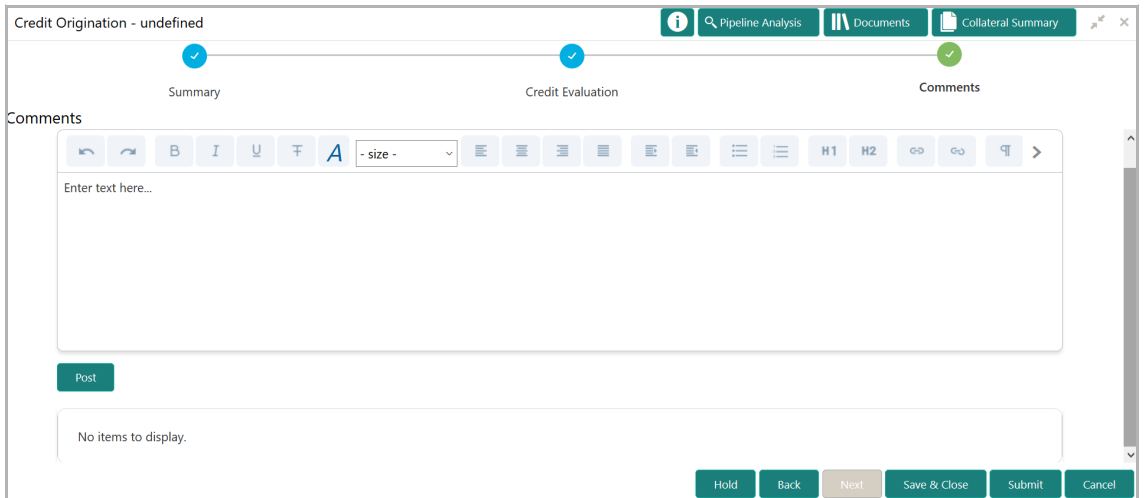 Credit Origination - undefined
i Pipeline Analysis Documents Collateral Summary
Summary Credit Evaluation Comments
Comments
B I U T A - size - H1 H2
Enter text here...
Post
No items to display.
Hold Back Next Save & Close Submit Cancel